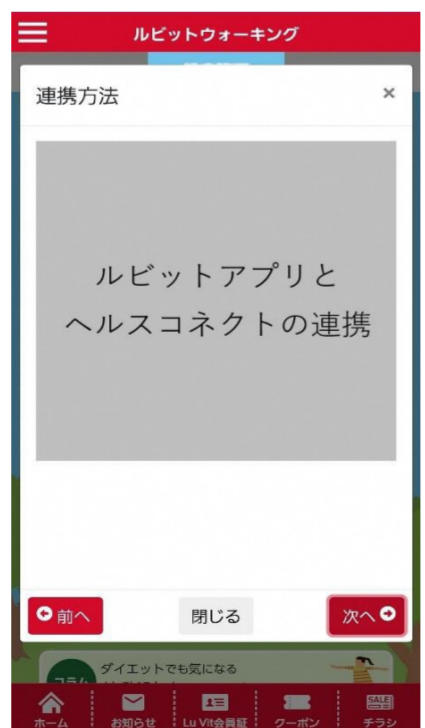 ルビットウォーキング
連携方法
×
ルビットアプリと
ヘルスコネクトの連携
前へ
閉じる
次へ
コラム
ダイエットでも気になる
ホーム
お知らせ
Lu Vit会員証
クーポン
SALE
チラシ